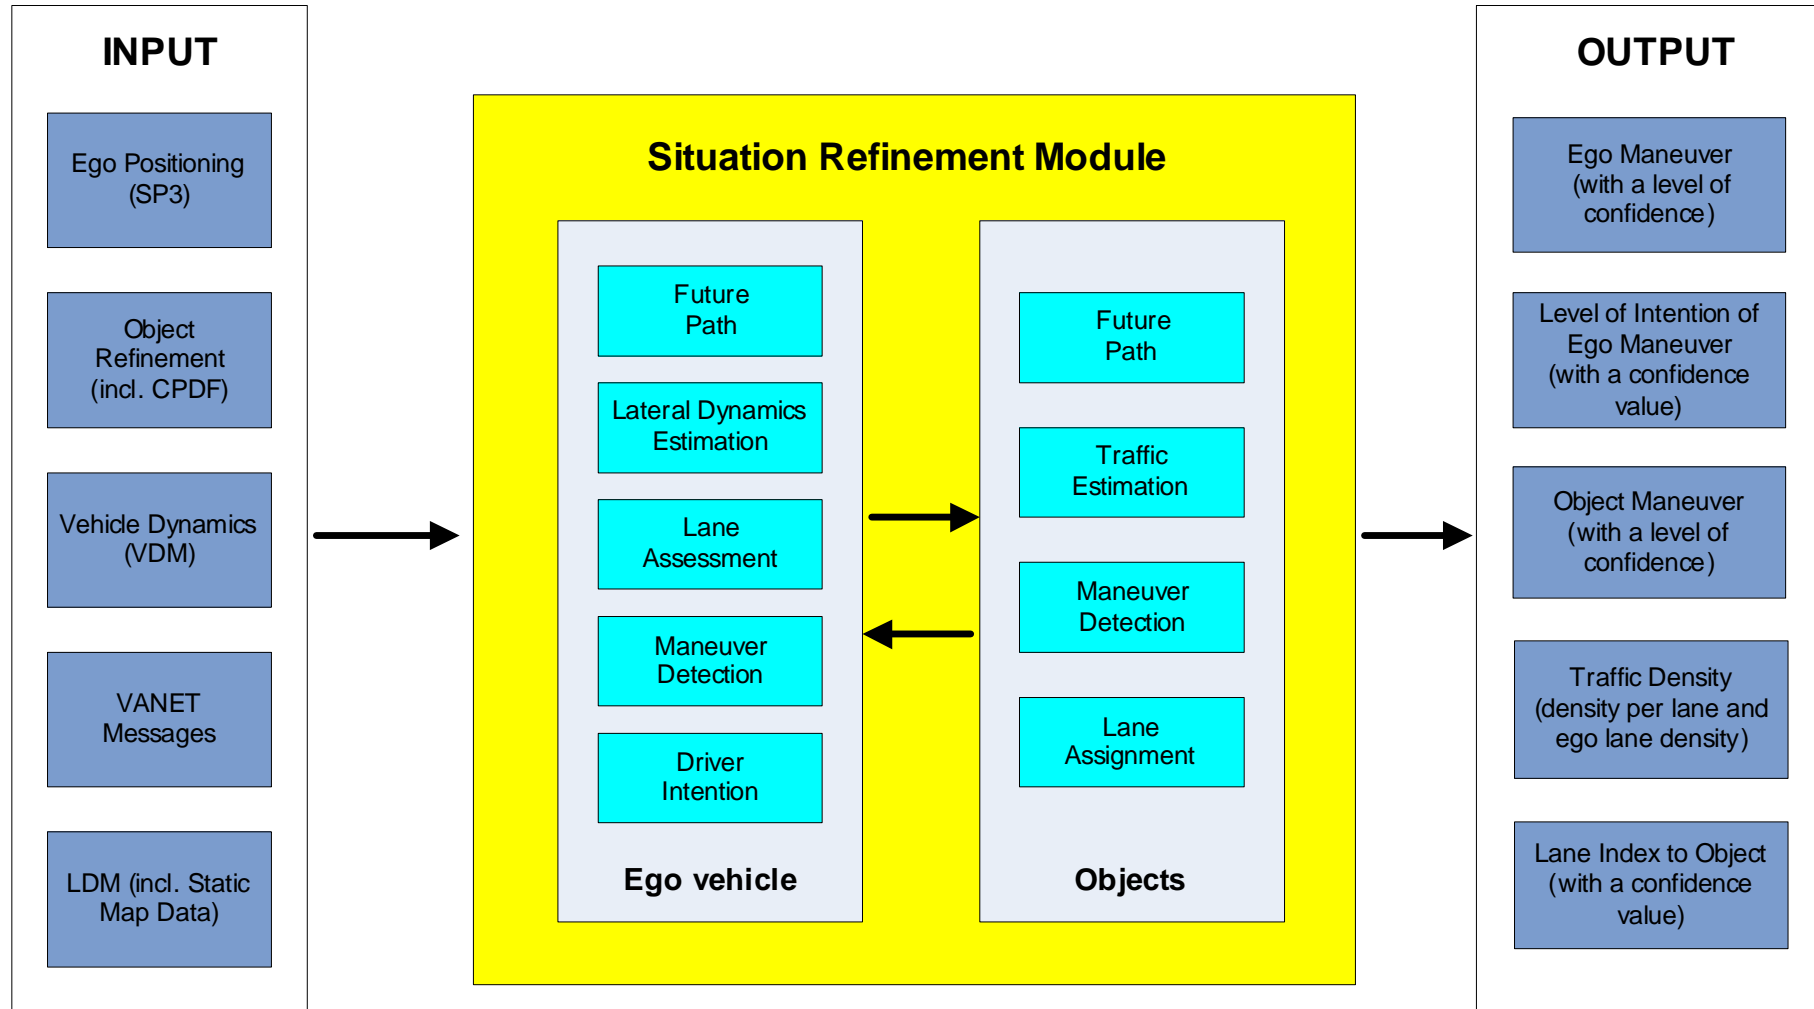 INPUT
Ego Positioning
(SP3)
Object
Refinement
(incl. CPDF)
Vehicle Dynamics
(VDM)
VANET
Messages
LDM (incl. Static
Map Data)
Situation Refinement Module
Future
Path
Lateral Dynamics
Estimation
Lane
Assessment
Maneuver
Detection
Driver
Intention
Ego vehicle
Future
Path
Traffic
Estimation
Maneuver
Detection
Lane
Assignment
Objects
OUTPUT
Ego Maneuver
(with a level of
confidence)
Level of Intention of
Ego Maneuver
(with a confidence
value)
Object Maneuver
(with a level of
confidence)
Traffic Density
(density per lane and
ego lane density)
Lane Index to Object
(with a confidence
value)